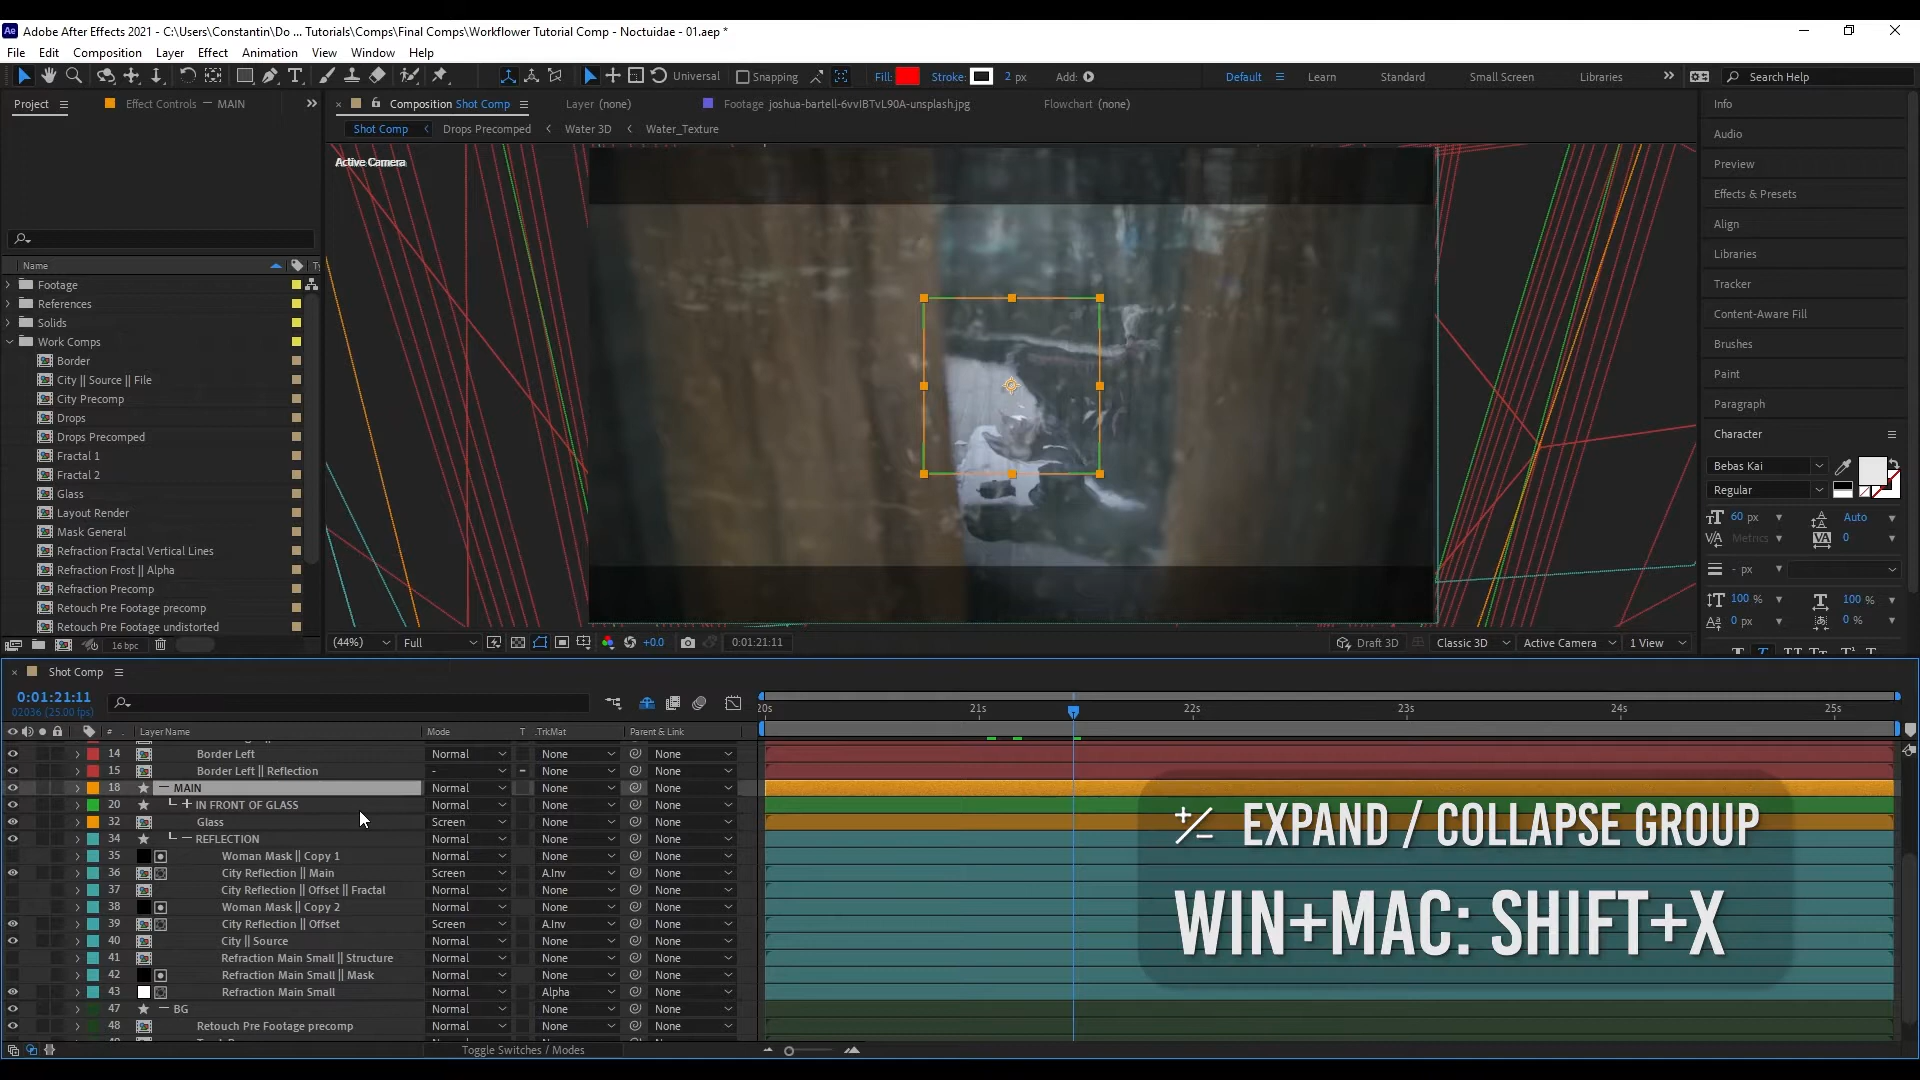 Ae Adobe After Effects 2021 - C:\Users\Constantin\Do ... Tutorials\Comps\Final Comps\Workflower Tutorial Comp - Noctuidae - 01.aep *
File Edit Composition Layer Effect Animation View Window Help
Universal Snapping Fill: Stroke: 2 px Add: Default Learn Standard Small Screen Libraries Search Help
Project Effect Controls — MAIN Composition Shot Comp Layer (none) Footage joshua-bartell-6vvIBTvL90A-unsplash.jpg Flowchart (none)
Shot Comp Drops Precomped Water 3D Water_Texture
Active Camera
Name Ty
Footage
References
Solids
Work Comps
Border
City || Source || File
City Precomp
Drops
Drops Precomped
Fractal 1
Fractal 2
Glass
Layout Render
Mask General
Refraction Fractal Vertical Lines
Refraction Frost || Alpha
Refraction Precomp
Retouch Pre Footage precomp
Retouch Pre Footage undistorted
16 bpc
(44%) Full +0.0 0:01:21:11 Draft 3D Classic 3D Active Camera 1 View
Info
Audio
Preview
Effects & Presets
Align
Libraries
Tracker
Content-Aware Fill
Brushes
Paint
Paragraph
Character
Bebas Kai
Regular
60 px Auto
Metrics 0
- px
100 % 100 %
0 px 0 %
Shot Comp
0:01:21:11
02036 (25.00 fps)
20s 21s 22s 23s 24s 25s
# Layer Name Mode T .TrkMat Parent & Link
14 Border Left Normal None None
15 Border Left || Reflection - None None
18 — MAIN Normal None None
20 + IN FRONT OF GLASS Normal None None
32 Glass Screen None None
34 — REFLECTION Normal None None
35 Woman Mask || Copy 1 Normal None None
36 City Reflection || Main Screen A.Inv None
37 City Reflection || Offset || Fractal Normal None None
38 Woman Mask || Copy 2 Normal None None
39 City Reflection || Offset Screen A.Inv None
40 City || Source Normal None None
41 Refraction Main Small || Structure Normal None None
42 Refraction Main Small || Mask Normal None None
43 Refraction Main Small Normal Alpha None
47 — BG Normal None None
48 Retouch Pre Footage precomp Normal None None
Toggle Switches / Modes
+/- EXPAND / COLLAPSE GROUP
WIN+MAC: SHIFT+X